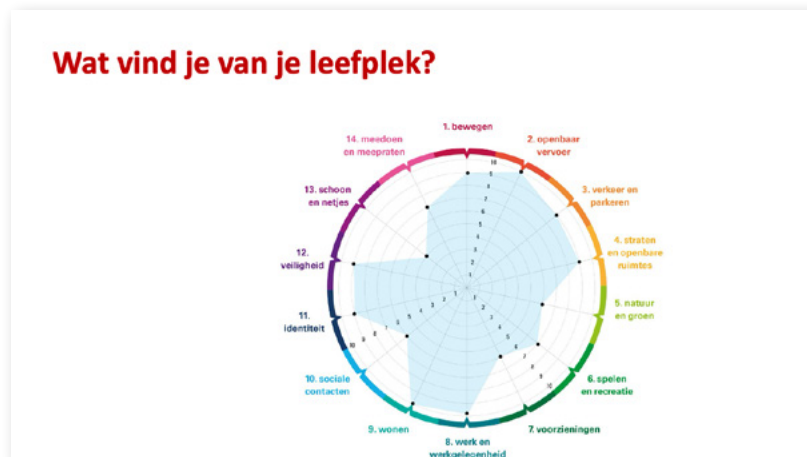 Wat vind je van je leefplek?
1. bewegen
2. openbaar
vervoer
3. verkeer en
parkeren
4. straten
en openbare
ruimtes
5. natuur
en groen
6. spelen
en recreatie
7. voorzieningen
8. werk en
werkgelegenheid
9. wonen
10. sociale
contacten
11.
identiteit
12.
veiligheid
13. schoon
en netjes
14. meedoen
en meepraten